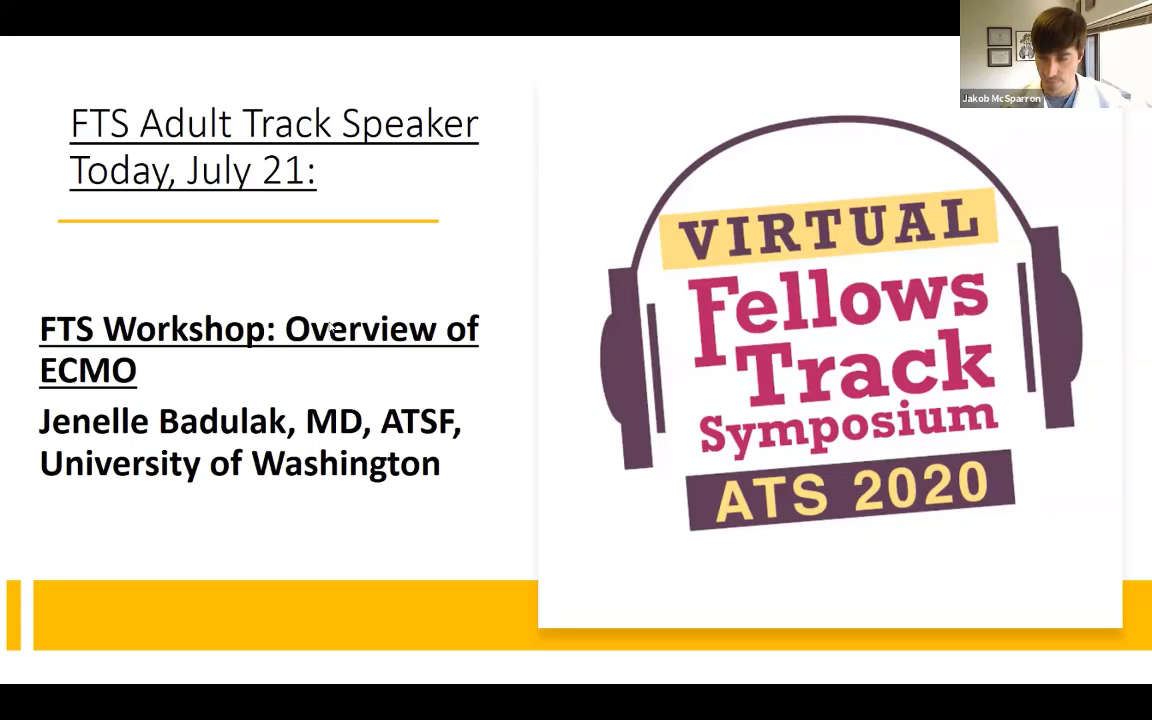 FTS Adult Track Speaker
Today, July 21:
FTS Workshop: Overview of
ECMO
Jenelle Badulak, MD, ATSF,
University of Washington
VIRTUAL
Fellows
Track
Symposium
ATS 2020
Jakob McSparron